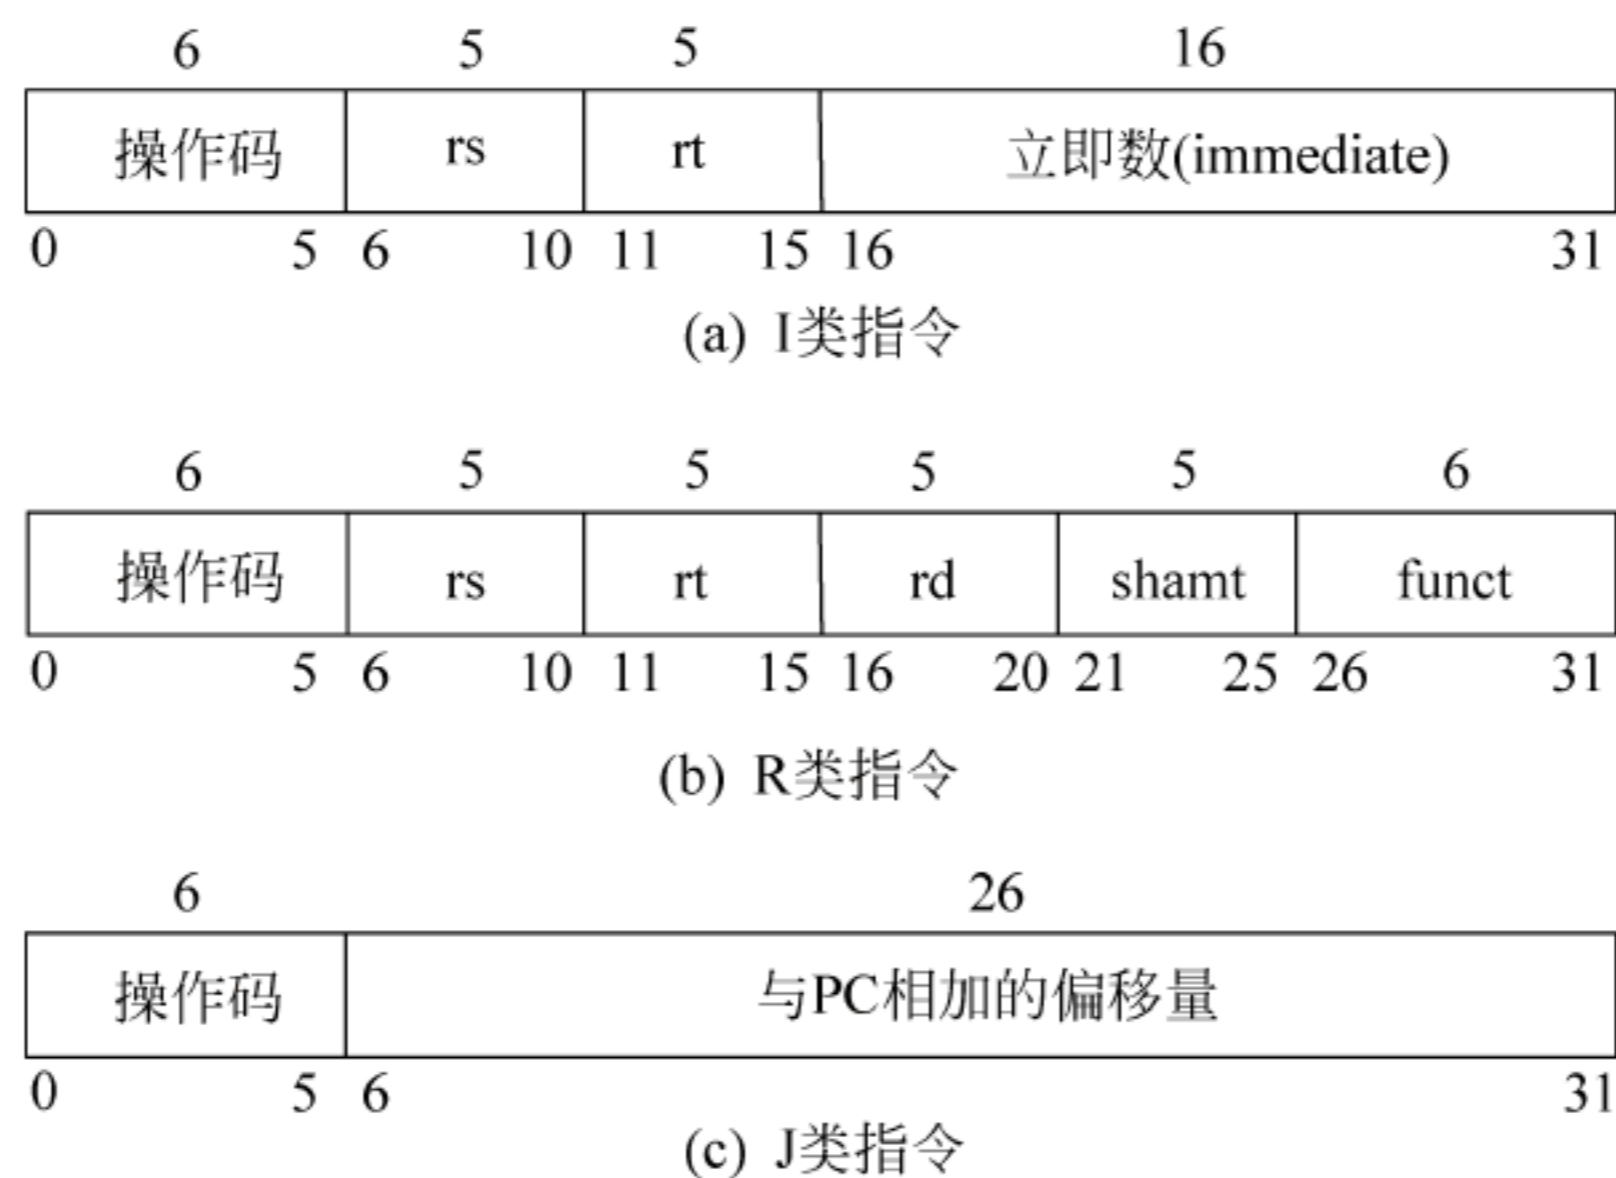 6 5 5 16
操作码 rs rt 立即数(immediate)
0 5 6 10 11 15 16 31
(a) I类指令
6 5 5 5 5 6
操作码 rs rt rd shamt funct
0 5 6 10 11 15 16 20 21 25 26 31
(b) R类指令
6 26
操作码 与PC相加的偏移量
0 5 6 31
(c) J类指令